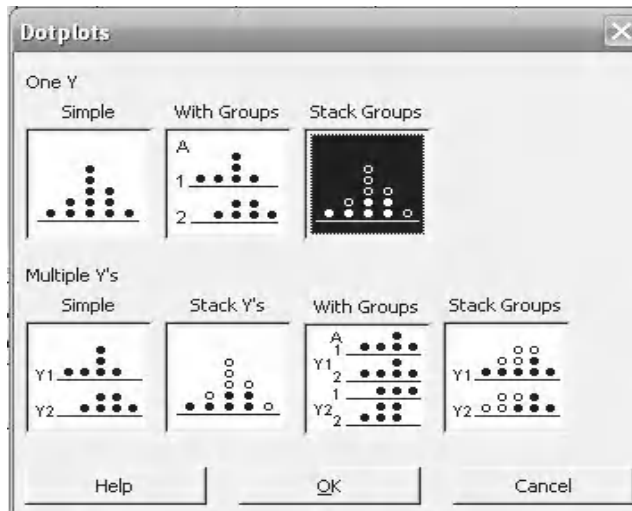 Dotplots
One Y
Simple With Groups Stack Groups
A
1
2
Multiple Y's
Simple Stack Y's With Groups Stack Groups
Y1
Y2
A
1
Y1
2
1
Y2
2
Y1
Y2
Help OK Cancel